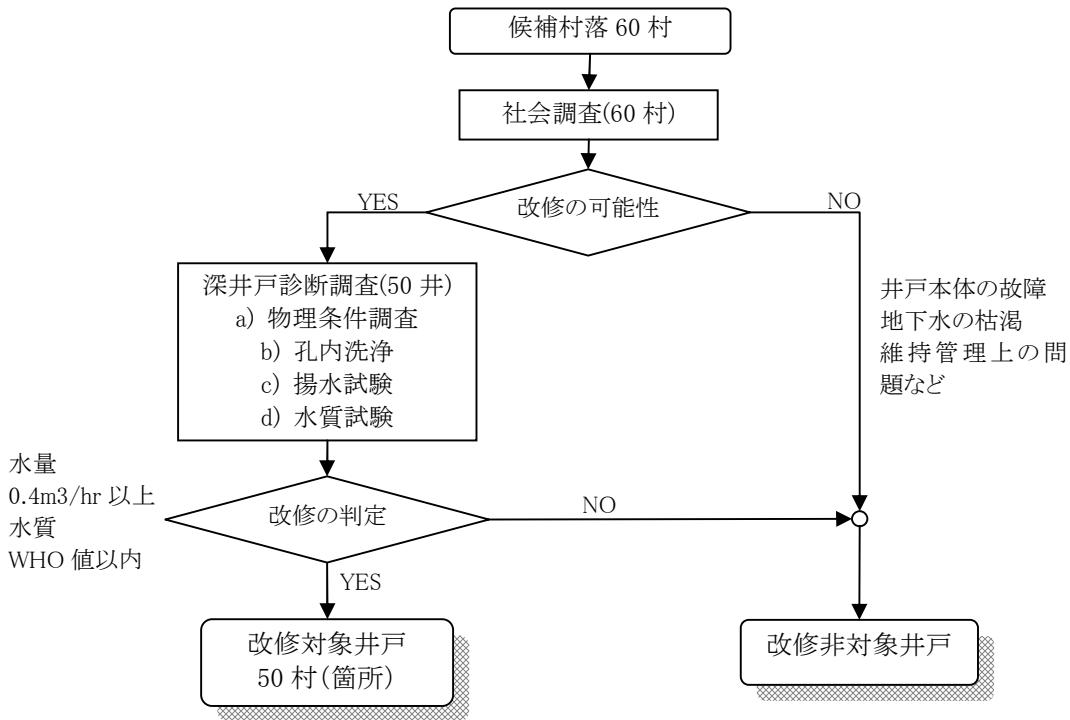 候補村落 60 村
社会調査(60 村)
改修の可能性
YES
NO
深井戸診断調査(50 井)
a) 物理条件調査
b) 孔内洗浄
c) 揚水試験
d) 水質試験
井戸本体の故障
地下水の枯渇
維持管理上の問
題など
水量
0.4m3/hr 以上
水質
WHO 値以内
改修の判定
NO
YES
改修対象井戸
50 村(箇所)
改修非対象井戸